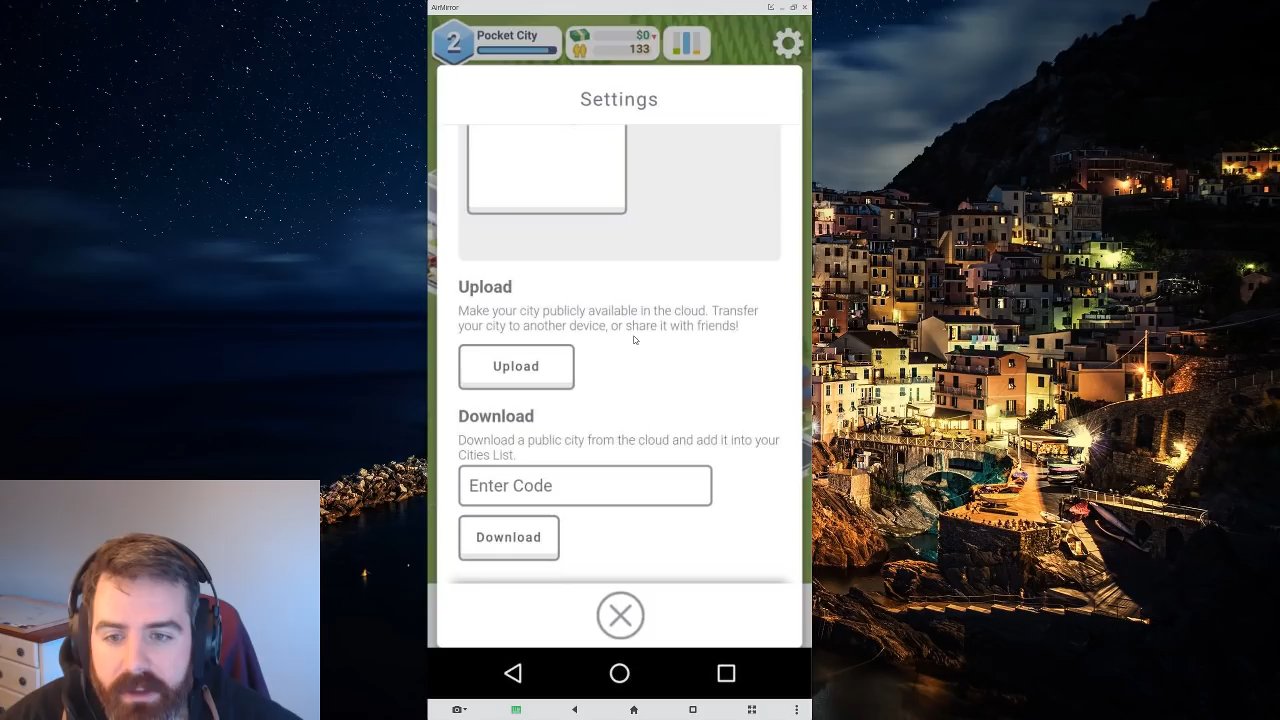 AirMirror
2
Pocket City
$0
133
Settings
Upload
Make your city publicly available in the cloud. Transfer
your city to another device, or share it with friends!
Upload
Download
Download a public city from the cloud and add it into your
Cities List.
Enter Code
Download